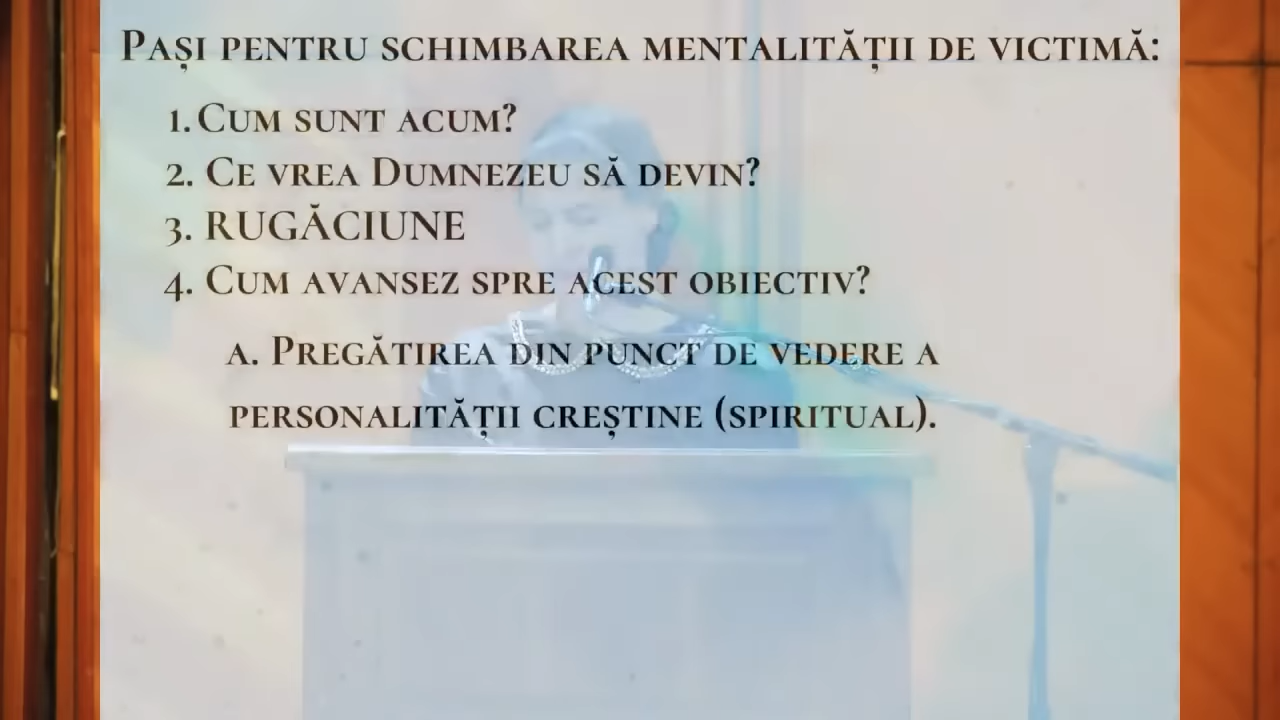 Pași pentru schimbarea mentalității de victimă:
1. Cum sunt acum?
2. Ce vrea Dumnezeu să devin?
3. RUGĂCIUNE
4. Cum avansez spre acest obiectiv?
a. Pregătirea din punct de vedere a
personalității creștine (spiritual).